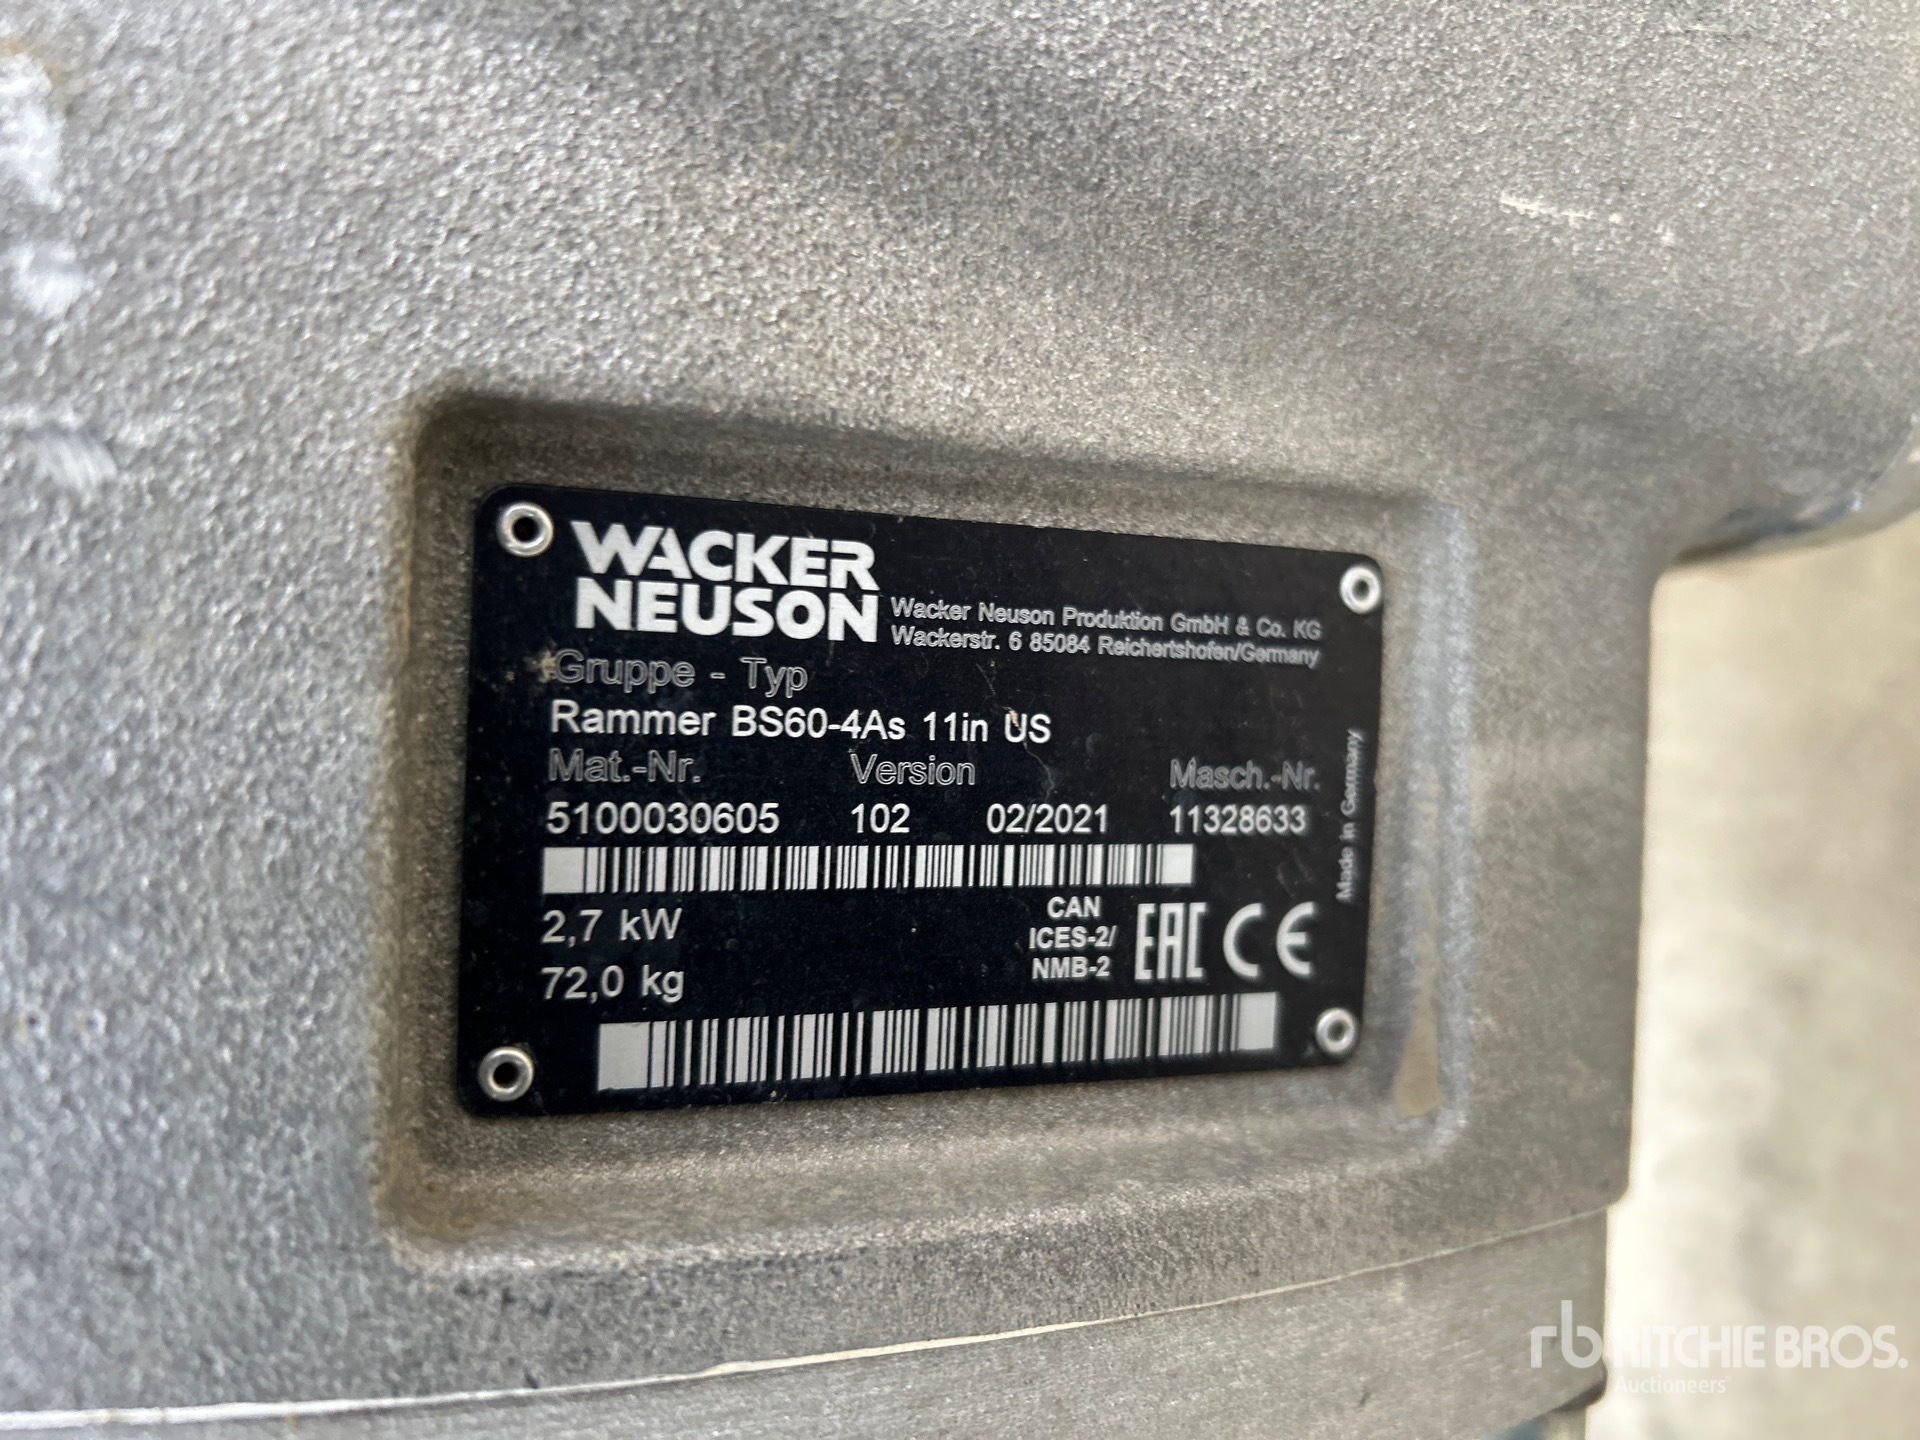 WACKER
NEUSON
Wacker Neuson Produktion GmbH & Co. KG
Wackerstr. 6 85084 Reichertshofen/Germany
Gruppe - Typ
Rammer BS60-4As 11in US
Mat.-Nr. Version Masch.-Nr.
5100030605 102 02/2021 11328633
2,7 kW
72,0 kg
CAN
ICES-2/
NMB-2
EAC CE
Made in Germany
rb RITCHIE BROS.
Auctioneers